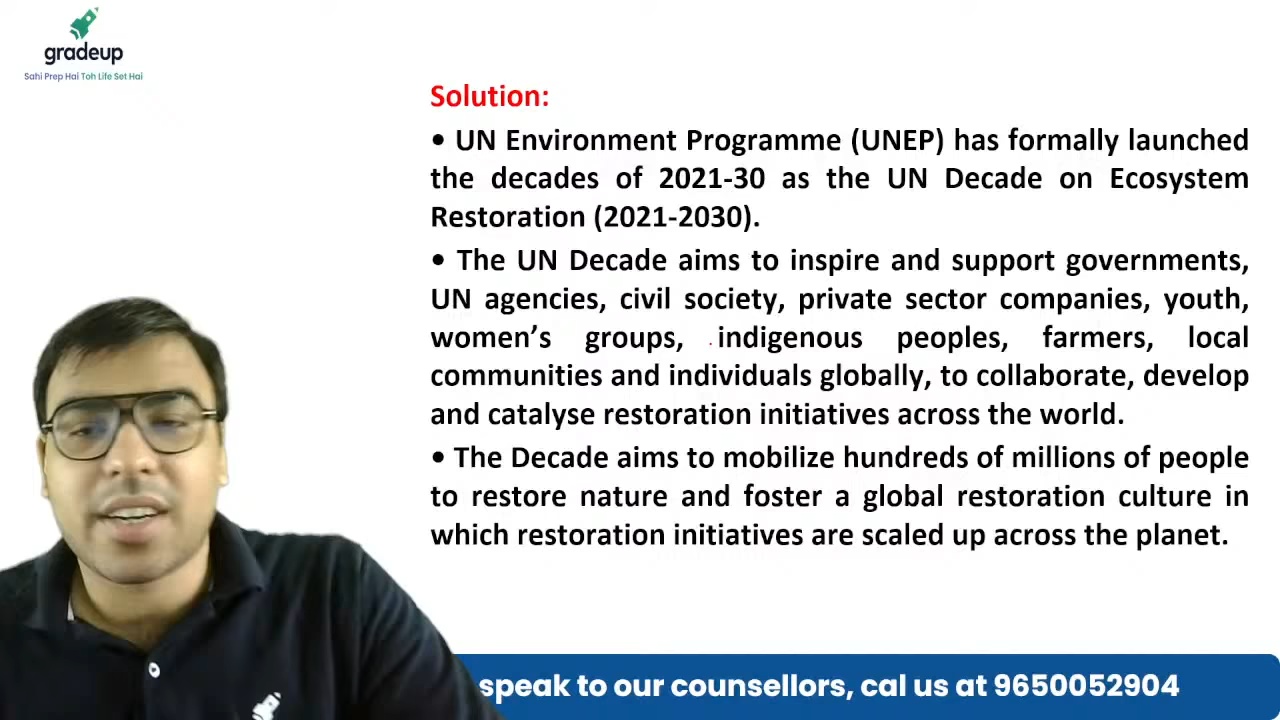 gradeup
Sahi Prep Hai Toh Life Set Hai
Solution:
• UN Environment Programme (UNEP) has formally launched
the decades of 2021-30 as the UN Decade on Ecosystem
Restoration (2021-2030).
• The UN Decade aims to inspire and support governments,
UN agencies, civil society, private sector companies, youth,
women’s groups, indigenous peoples, farmers, local
communities and individuals globally, to collaborate, develop
and catalyse restoration initiatives across the world.
• The Decade aims to mobilize hundreds of millions of people
to restore nature and foster a global restoration culture in
which restoration initiatives are scaled up across the planet.
speak to our counsellors, cal us at 9650052904